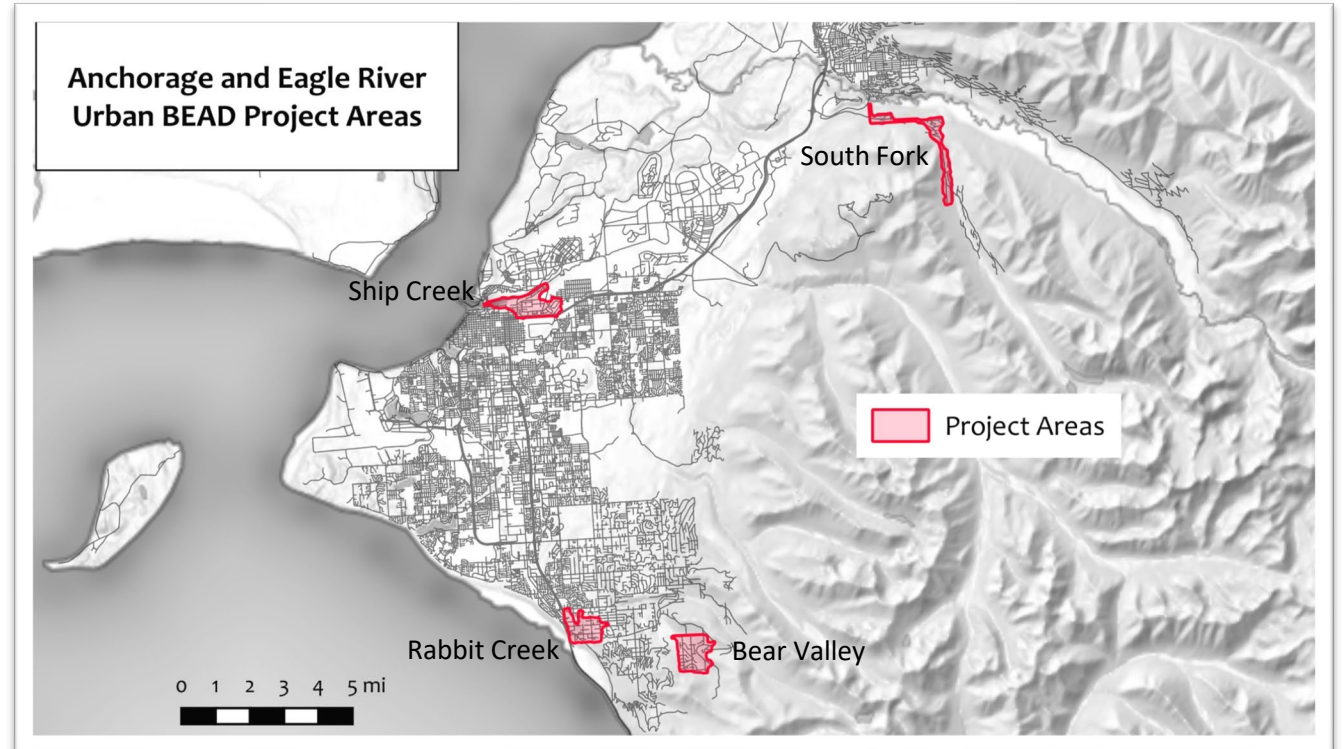 Anchorage and Eagle River
Urban BEAD Project Areas
South Fork
Ship Creek
Project Areas
Rabbit Creek
Bear Valley
0 1 2 3 4 5 mi